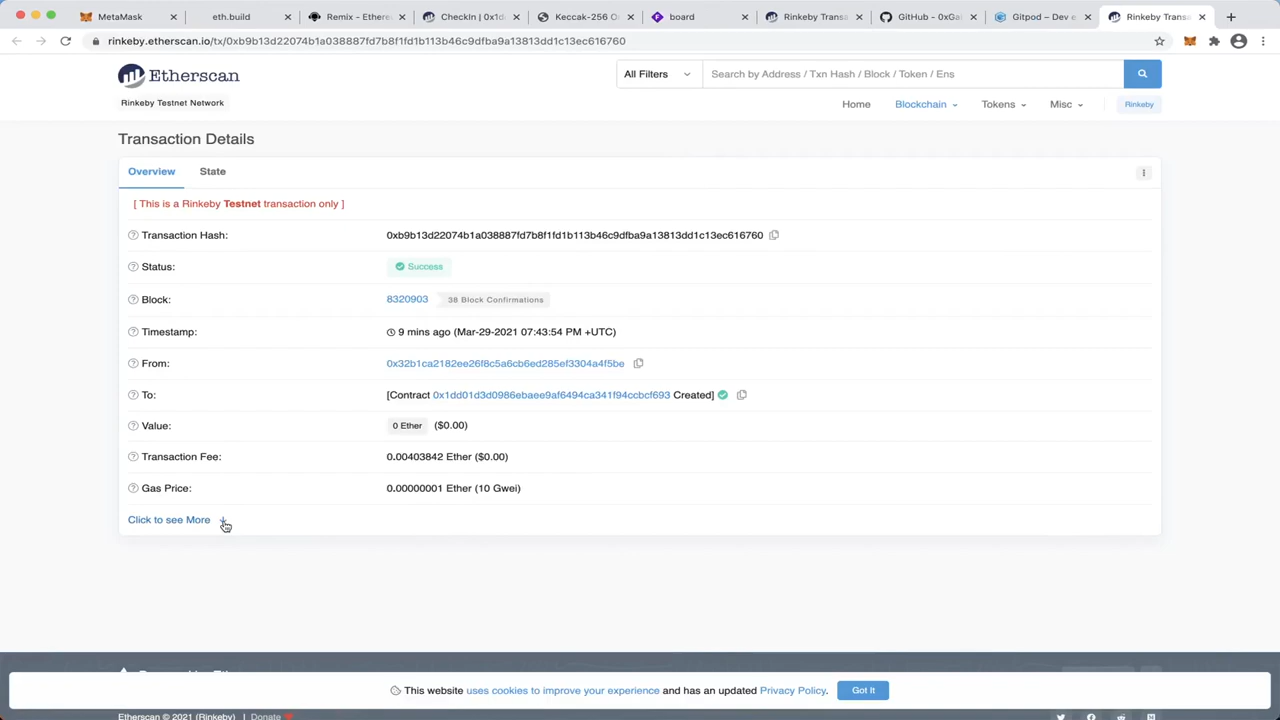 MetaMask
eth.build
Remix - Ethere
CheckIn | 0x1d
Keccak-256 O
board
Rinkeby Transa
GitHub - 0xGa
Gitpod – Dev e
Rinkeby Transa
rinkeby.etherscan.io/tx/0xb9b13d22074b1a038887fd7b8f1fd1b113b46c9dfba9a13813dd1c13ec616760
Etherscan
Rinkeby Testnet Network
All Filters
Search by Address / Txn Hash / Block / Token / Ens
Home
Blockchain
Tokens
Misc
Rinkeby
Transaction Details
Overview
State
[ This is a Rinkeby Testnet transaction only ]
Transaction Hash: 0xb9b13d22074b1a038887fd7b8f1fd1b113b46c9dfba9a13813dd1c13ec616760
Status: Success
Block: 8320903 38 Block Confirmations
Timestamp: 9 mins ago (Mar-29-2021 07:43:54 PM +UTC)
From: 0x32b1ca2182ee26f8c5a6cb6ed285ef3304a4f5be
To: [Contract 0x1dd01d3d0986ebaee9af6494ca341f94ccbcf693 Created]
Value: 0 Ether ($0.00)
Transaction Fee: 0.00403842 Ether ($0.00)
Gas Price: 0.00000001 Ether (10 Gwei)
Click to see More
This website uses cookies to improve your experience and has an updated Privacy Policy.
Got It
Etherscan © 2021 (Rinkeby) | Donate